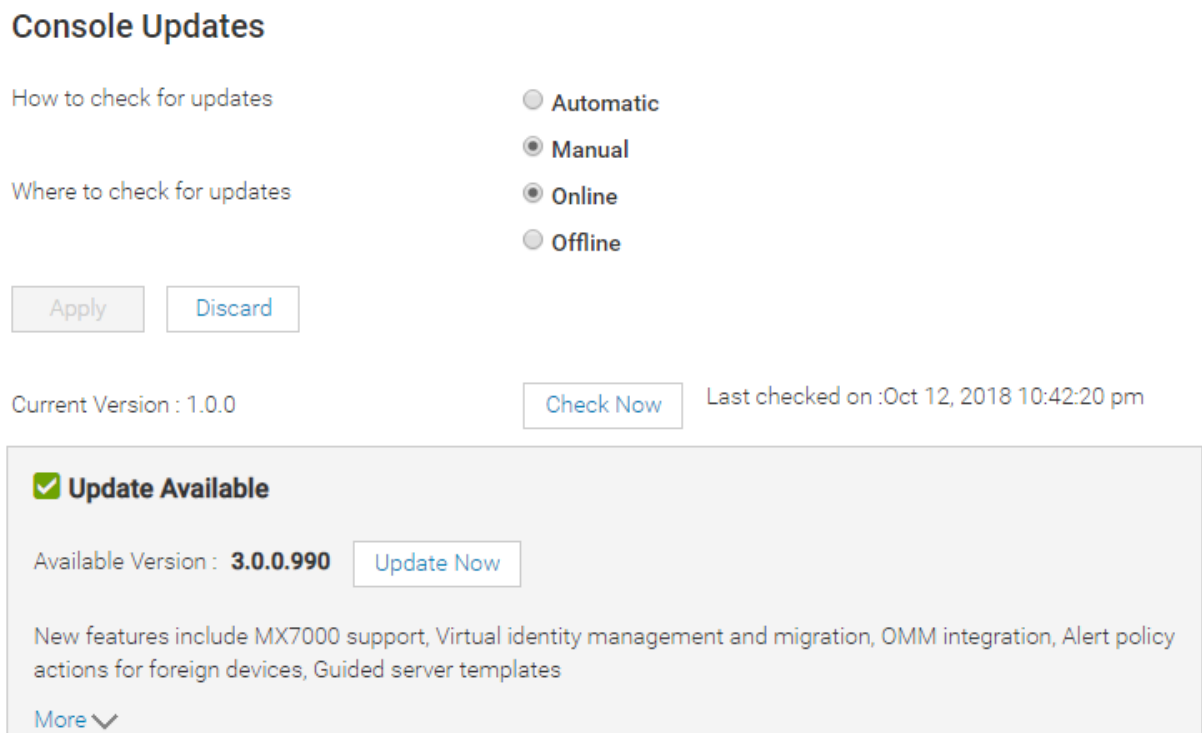 Console Updates
How to check for updates
Automatic
Manual
Where to check for updates
Online
Offline
Apply
Discard
Current Version : 1.0.0
Check Now
Last checked on :Oct 12, 2018 10:42:20 pm
Update Available
Available Version : 3.0.0.990
Update Now
New features include MX7000 support, Virtual identity management and migration, OMM integration, Alert policy
actions for foreign devices, Guided server templates
More